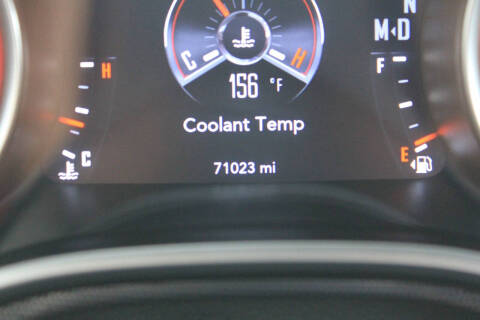 N
M◂D
C H
156 °F
H F
Coolant Temp
C E
71023 mi